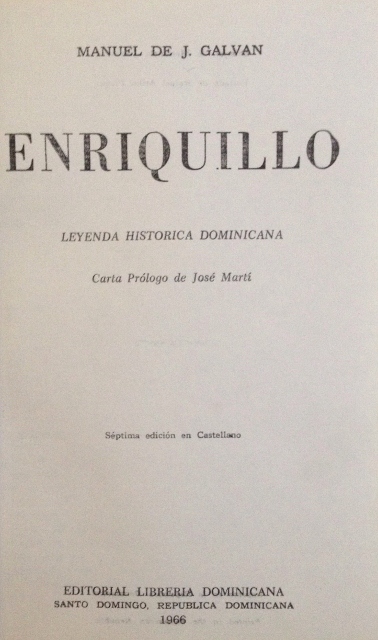 MANUEL DE J. GALVAN
ENRIQUILLO
LEYENDA HISTORICA DOMINICANA
Carta Prólogo de José Martí
Séptima edición en Castellano
EDITORIAL LIBRERIA DOMINICANA
SANTO DOMINGO, REPUBLICA DOMINICANA
1966